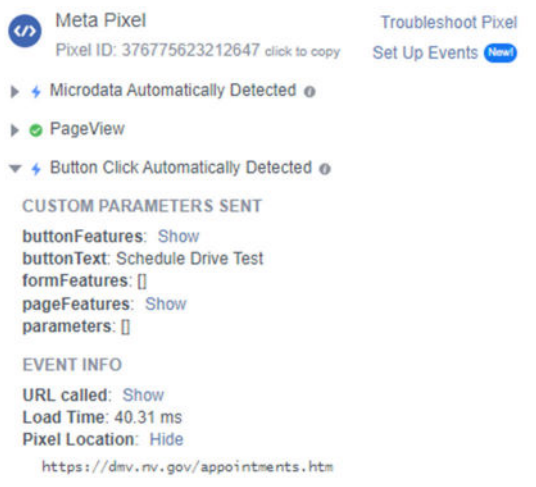 Meta Pixel Troubleshoot Pixel
Pixel ID: 376775623212647 click to copy Set Up Events New!
Microdata Automatically Detected
PageView
Button Click Automatically Detected
CUSTOM PARAMETERS SENT
buttonFeatures: Show
buttonText: Schedule Drive Test
formFeatures: []
pageFeatures: Show
parameters: []
EVENT INFO
URL called: Show
Load Time: 40.31 ms
Pixel Location: Hide
https://dmv.nv.gov/appointments.htm